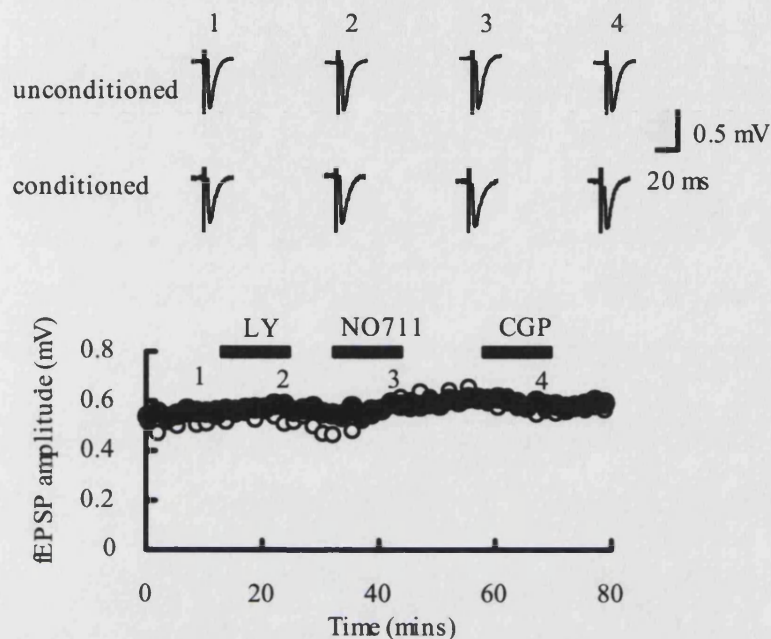 1 2 3 4
unconditioned
0.5 mV
conditioned
20 ms
LY NO711 CGP
1 2 3 4
fEPSP amplitude (mV)
0.8
0.6
0.4
0.2
0
0 20 40 60 80
Time (mins)